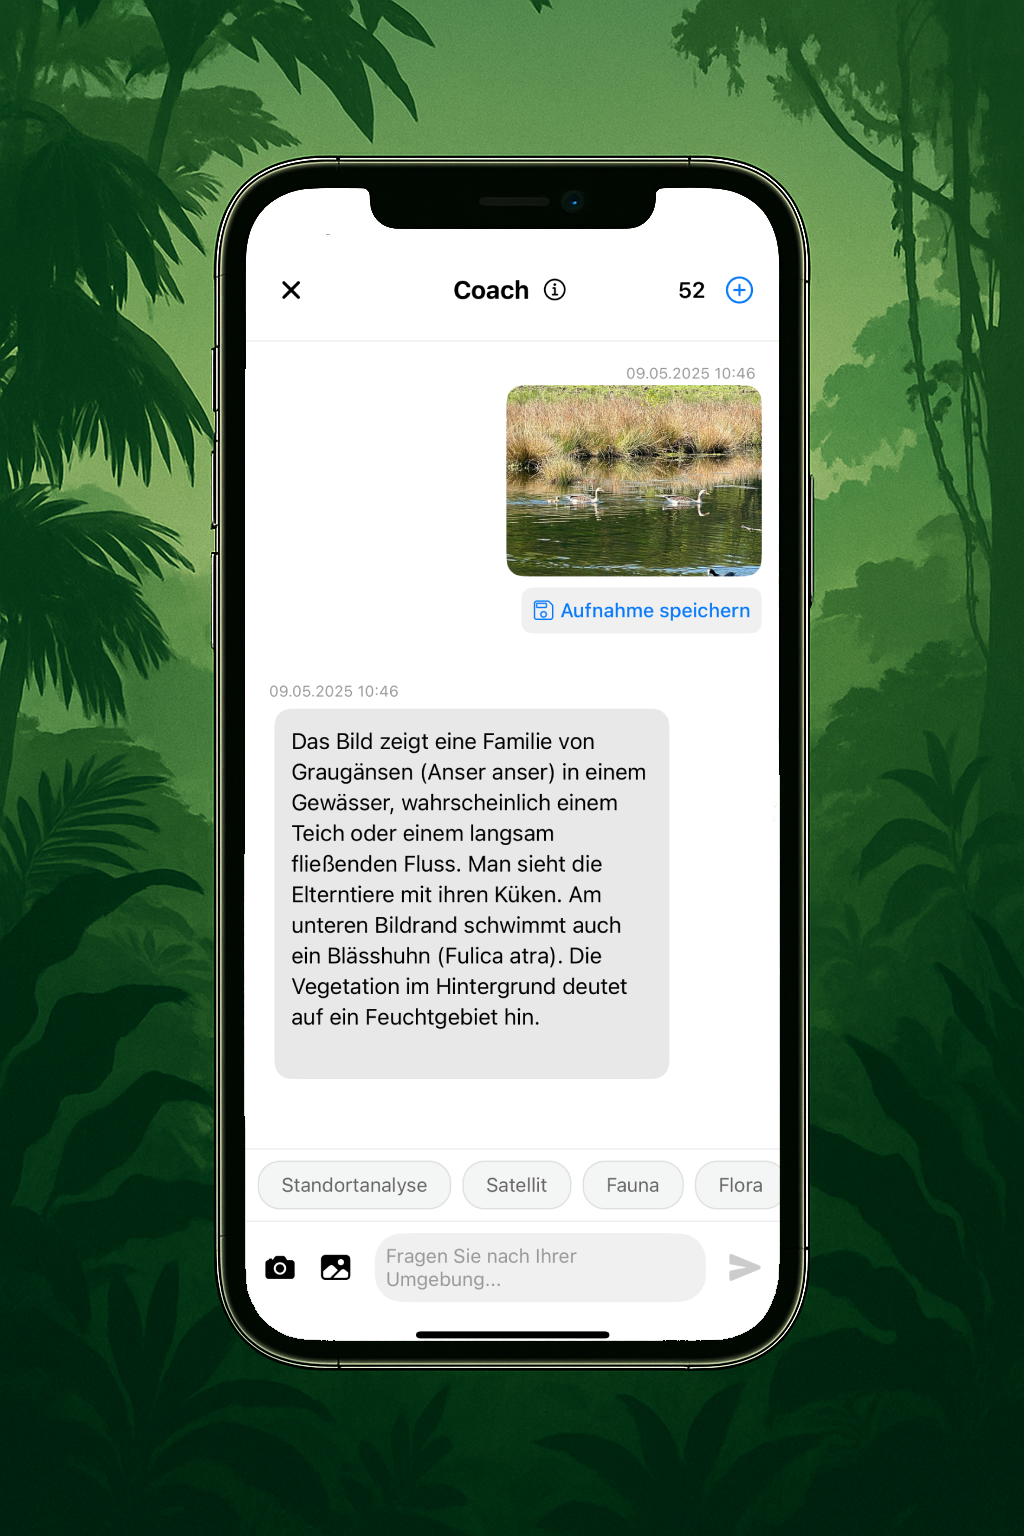 Coach
52
09.05.2025 10:46
Aufnahme speichern
09.05.2025 10:46
Das Bild zeigt eine Familie von
Graugänsen (Anser anser) in einem
Gewässer, wahrscheinlich einem
Teich oder einem langsam
fließenden Fluss. Man sieht die
Elterntiere mit ihren Küken. Am
unteren Bildrand schwimmt auch
ein Blässhuhn (Fulica atra). Die
Vegetation im Hintergrund deutet
auf ein Feuchtgebiet hin.
Standortanalyse Satellit Fauna Flora
Fragen Sie nach Ihrer
Umgebung...